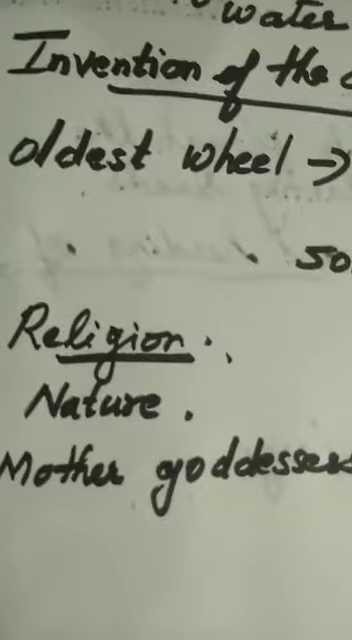 water
Invention of the
oldest wheel →
. . 50
Religion :,
Nature .
Mother goddesses